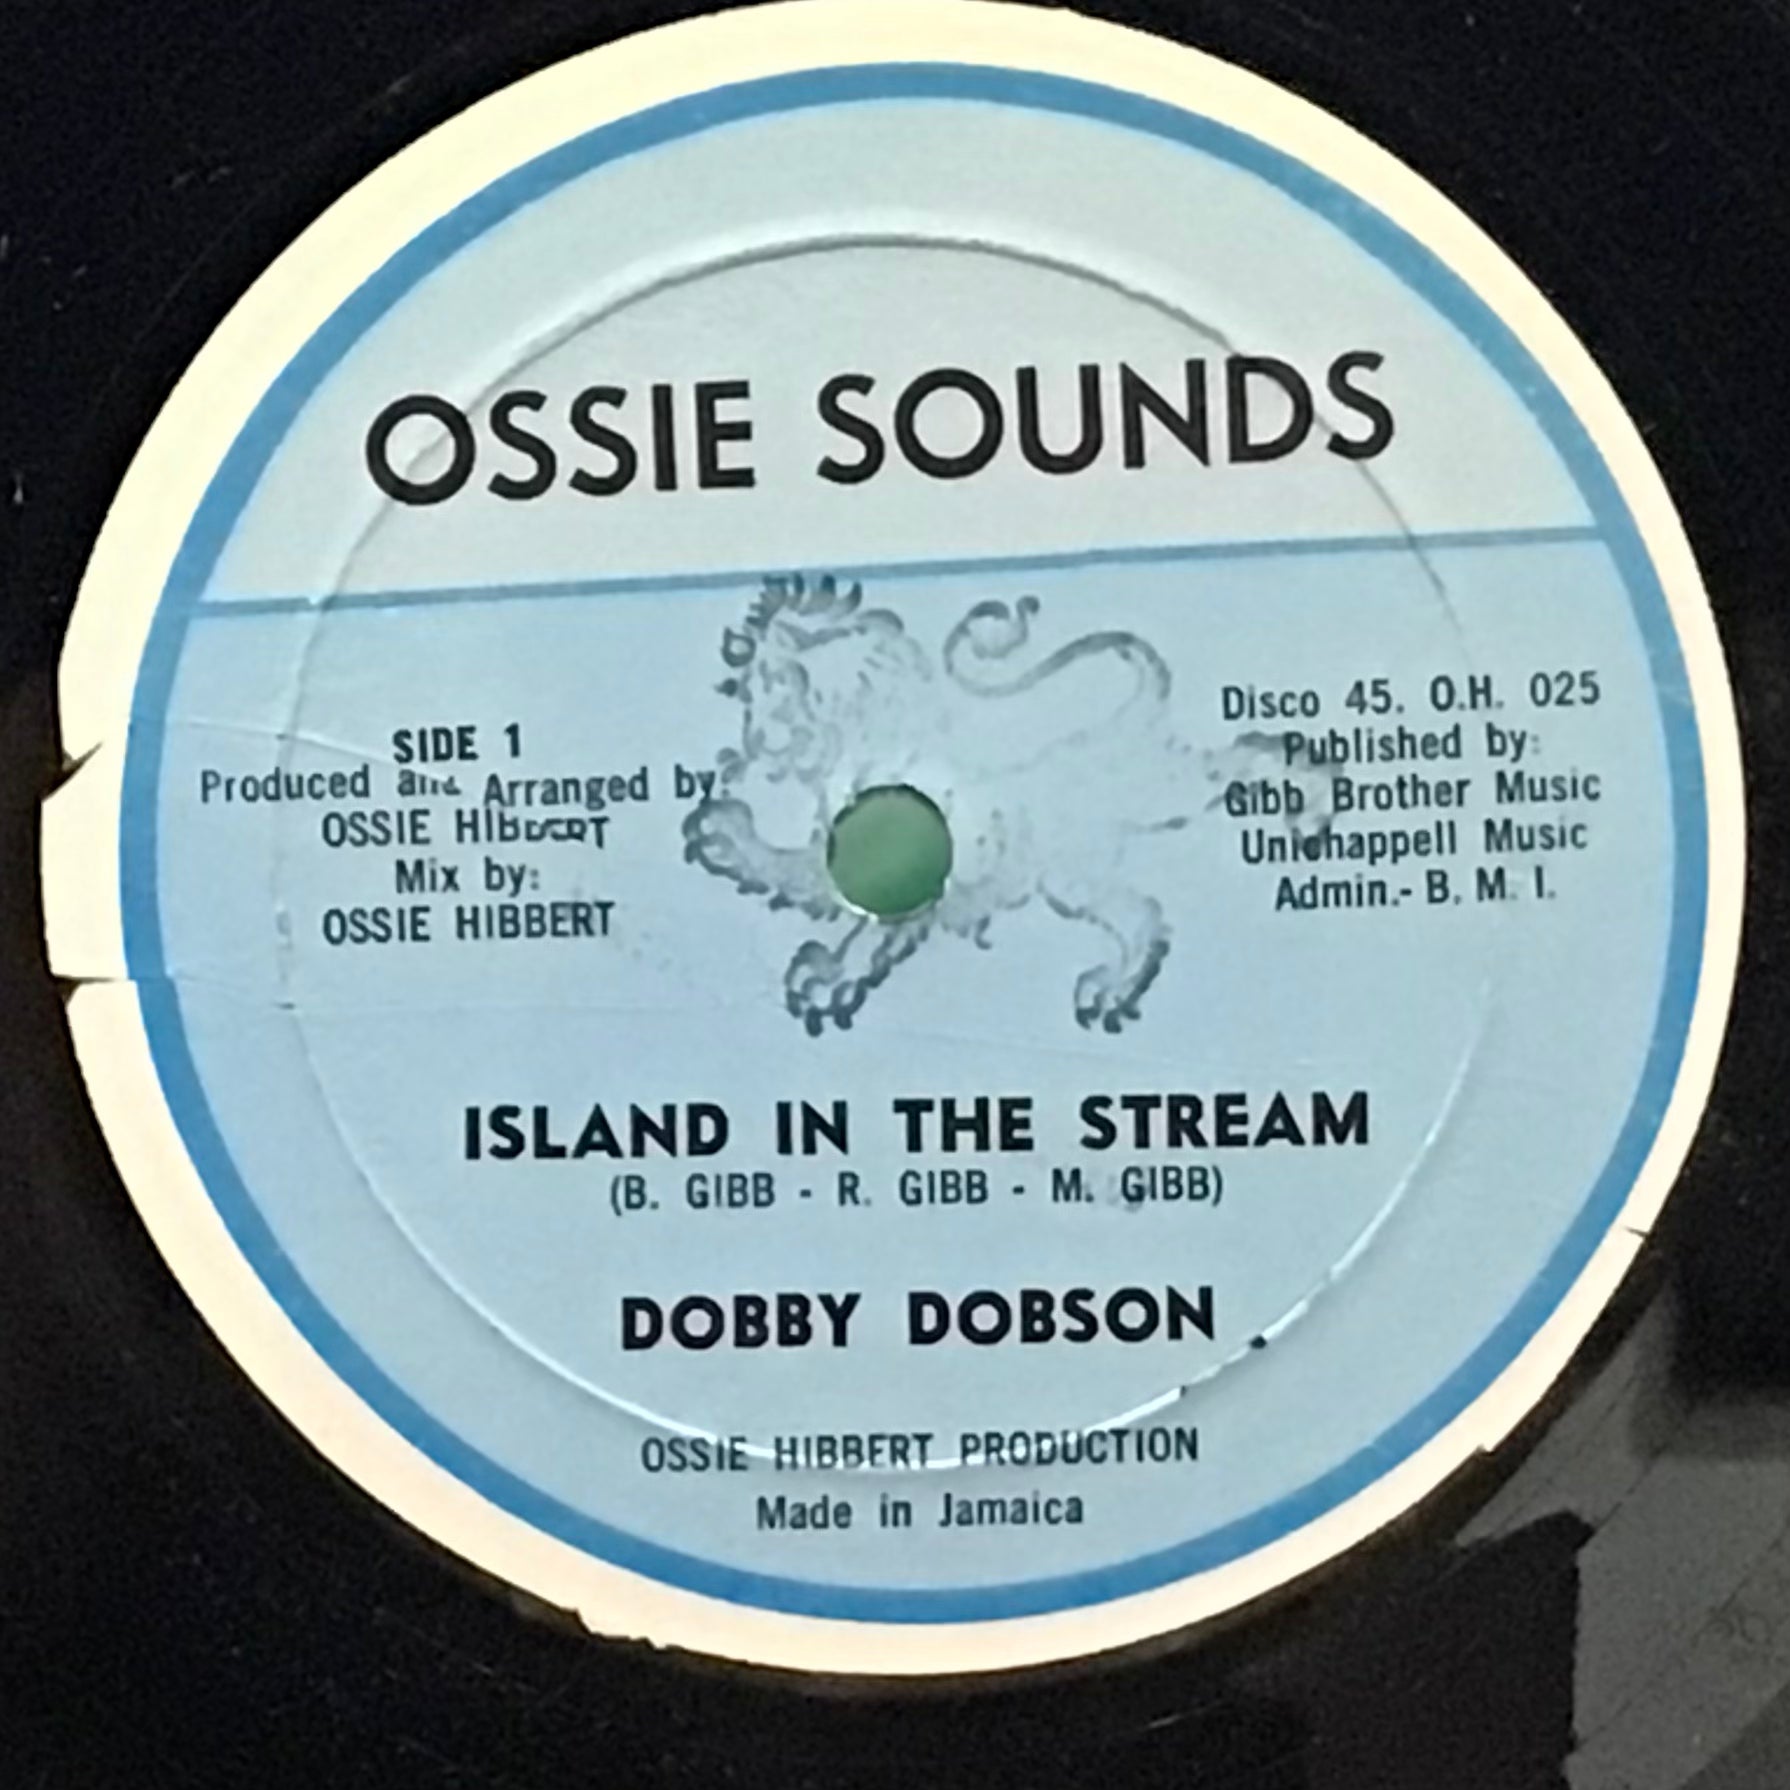 OSSIE SOUNDS
SIDE 1
Produced and Arranged by:
OSSIE HIBBERT
Mix by:
OSSIE HIBBERT
Disco 45. O.H. 025
Published by:
Gibb Brother Music
Unichappell Music
Admin.- B. M. I.
ISLAND IN THE STREAM
(B. GIBB - R. GIBB - M. GIBB)
DOBBY DOBSON
OSSIE HIBBERT PRODUCTION
Made in Jamaica